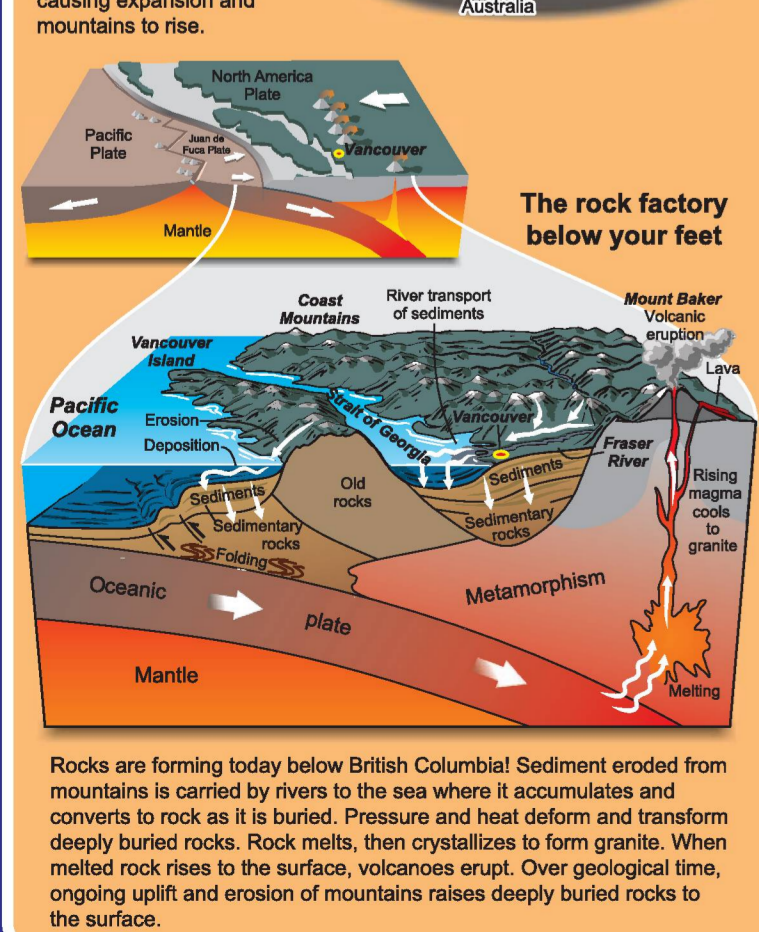 causing expansion and
mountains to rise.
Australia
North America
Plate
Pacific
Plate
Juan de
Fuca Plate
Vancouver
Mantle
The rock factory
below your feet
Coast
Mountains
River transport
of sediments
Mount Baker
Volcanic
eruption
Lava
Vancouver
Island
Pacific
Ocean
Erosion
Deposition
Strait of Georgia
Vancouver
Fraser
River
Sediments
Sedimentary
rocks
Folding
Old
rocks
Sediments
Sedimentary
rocks
Rising
magma
cools
to
granite
Oceanic
plate
Metamorphism
Mantle
Melting
Rocks are forming today below British Columbia! Sediment eroded from
mountains is carried by rivers to the sea where it accumulates and
converts to rock as it is buried. Pressure and heat deform and transform
deeply buried rocks. Rock melts, then crystallizes to form granite. When
melted rock rises to the surface, volcanoes erupt. Over geological time,
ongoing uplift and erosion of mountains raises deeply buried rocks to
the surface.